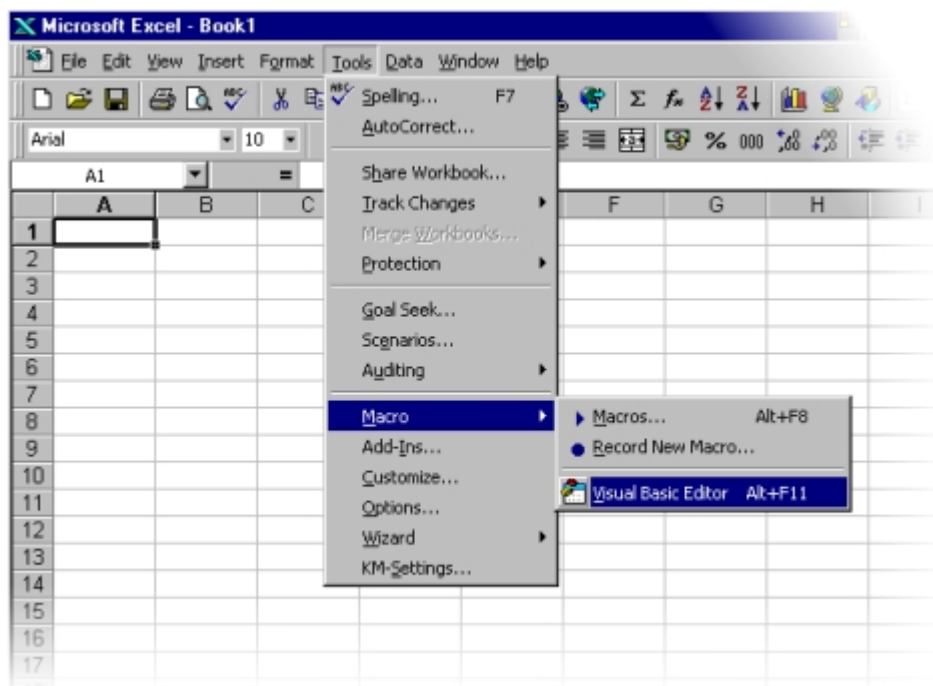 Microsoft Excel - Book1
File Edit View Insert Format Tools Data Window Help
Arial 10 % 000
A1 =
A B C F G H I
Spelling... F7
AutoCorrect...
Share Workbook...
Track Changes
Merge Workbooks...
Protection
Goal Seek...
Scenarios...
Auditing
Macro
Add-Ins...
Customize...
Options...
Wizard
KM-Settings...
Macros... Alt+F8
Record New Macro...
Visual Basic Editor Alt+F11
1
2
3
4
5
6
7
8
9
10
11
12
13
14
15
16
17